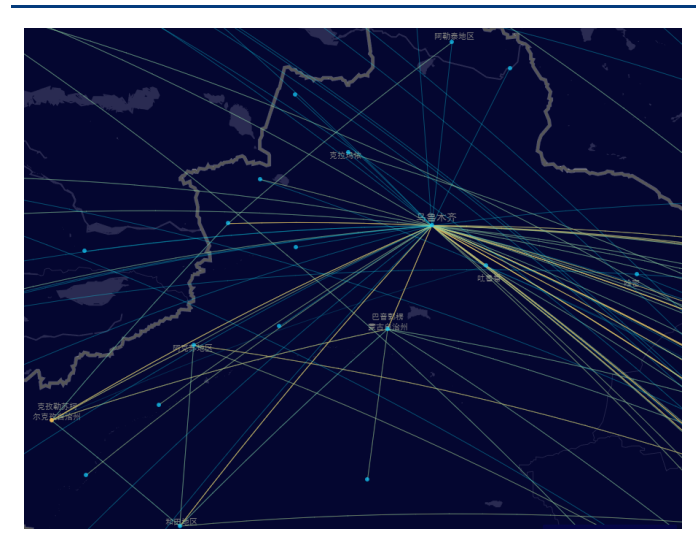 阿勒泰地区
克拉玛依
乌鲁木齐
吐鲁番
哈密
巴音郭楞
蒙古自治州
阿克苏地区
克孜勒苏柯
尔克孜自治州
和田地区